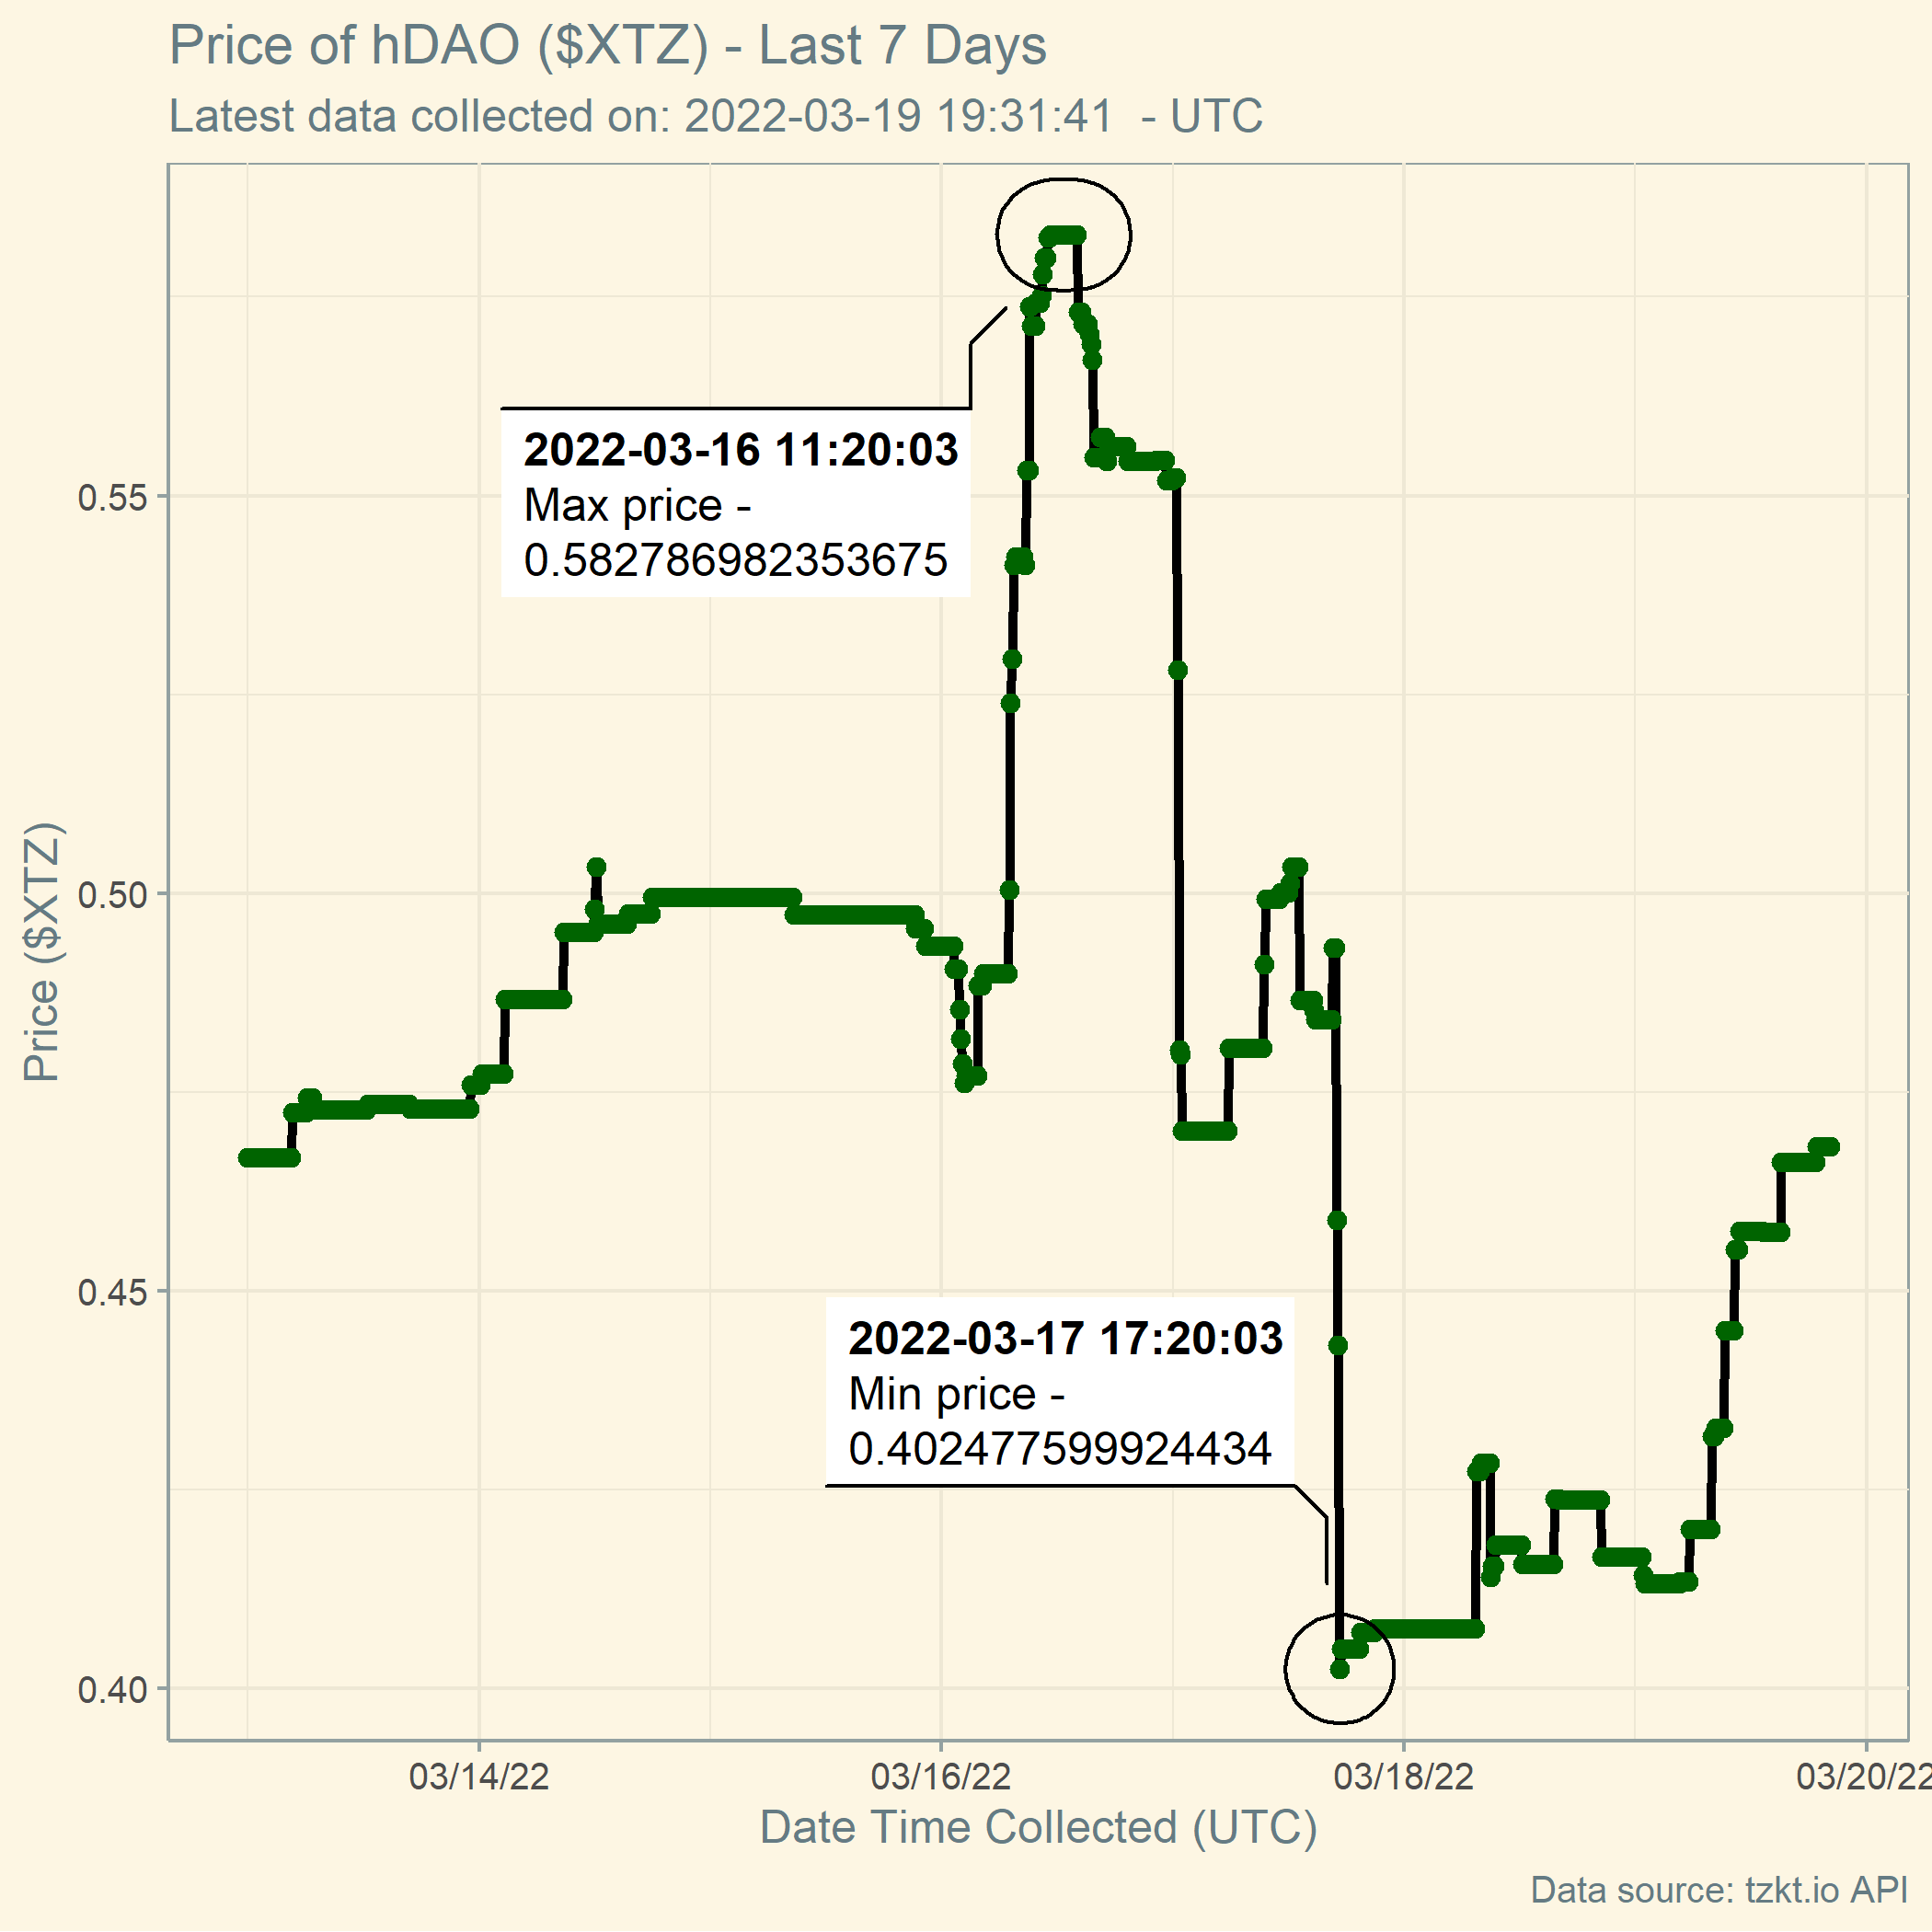 Price of hDAO ($XTZ) - Last 7 Days
Latest data collected on: 2022-03-19 19:31:41  - UTC
2022-03-16 11:20:03
Max price -
0.582786982353675
0.55
0.50
0.45
0.40
Price ($XTZ)
2022-03-17 17:20:03
Min price -
0.402477599924434
03/14/22
03/16/22
03/18/22
03/20/22
Date Time Collected (UTC)
Data source: tzkt.io API